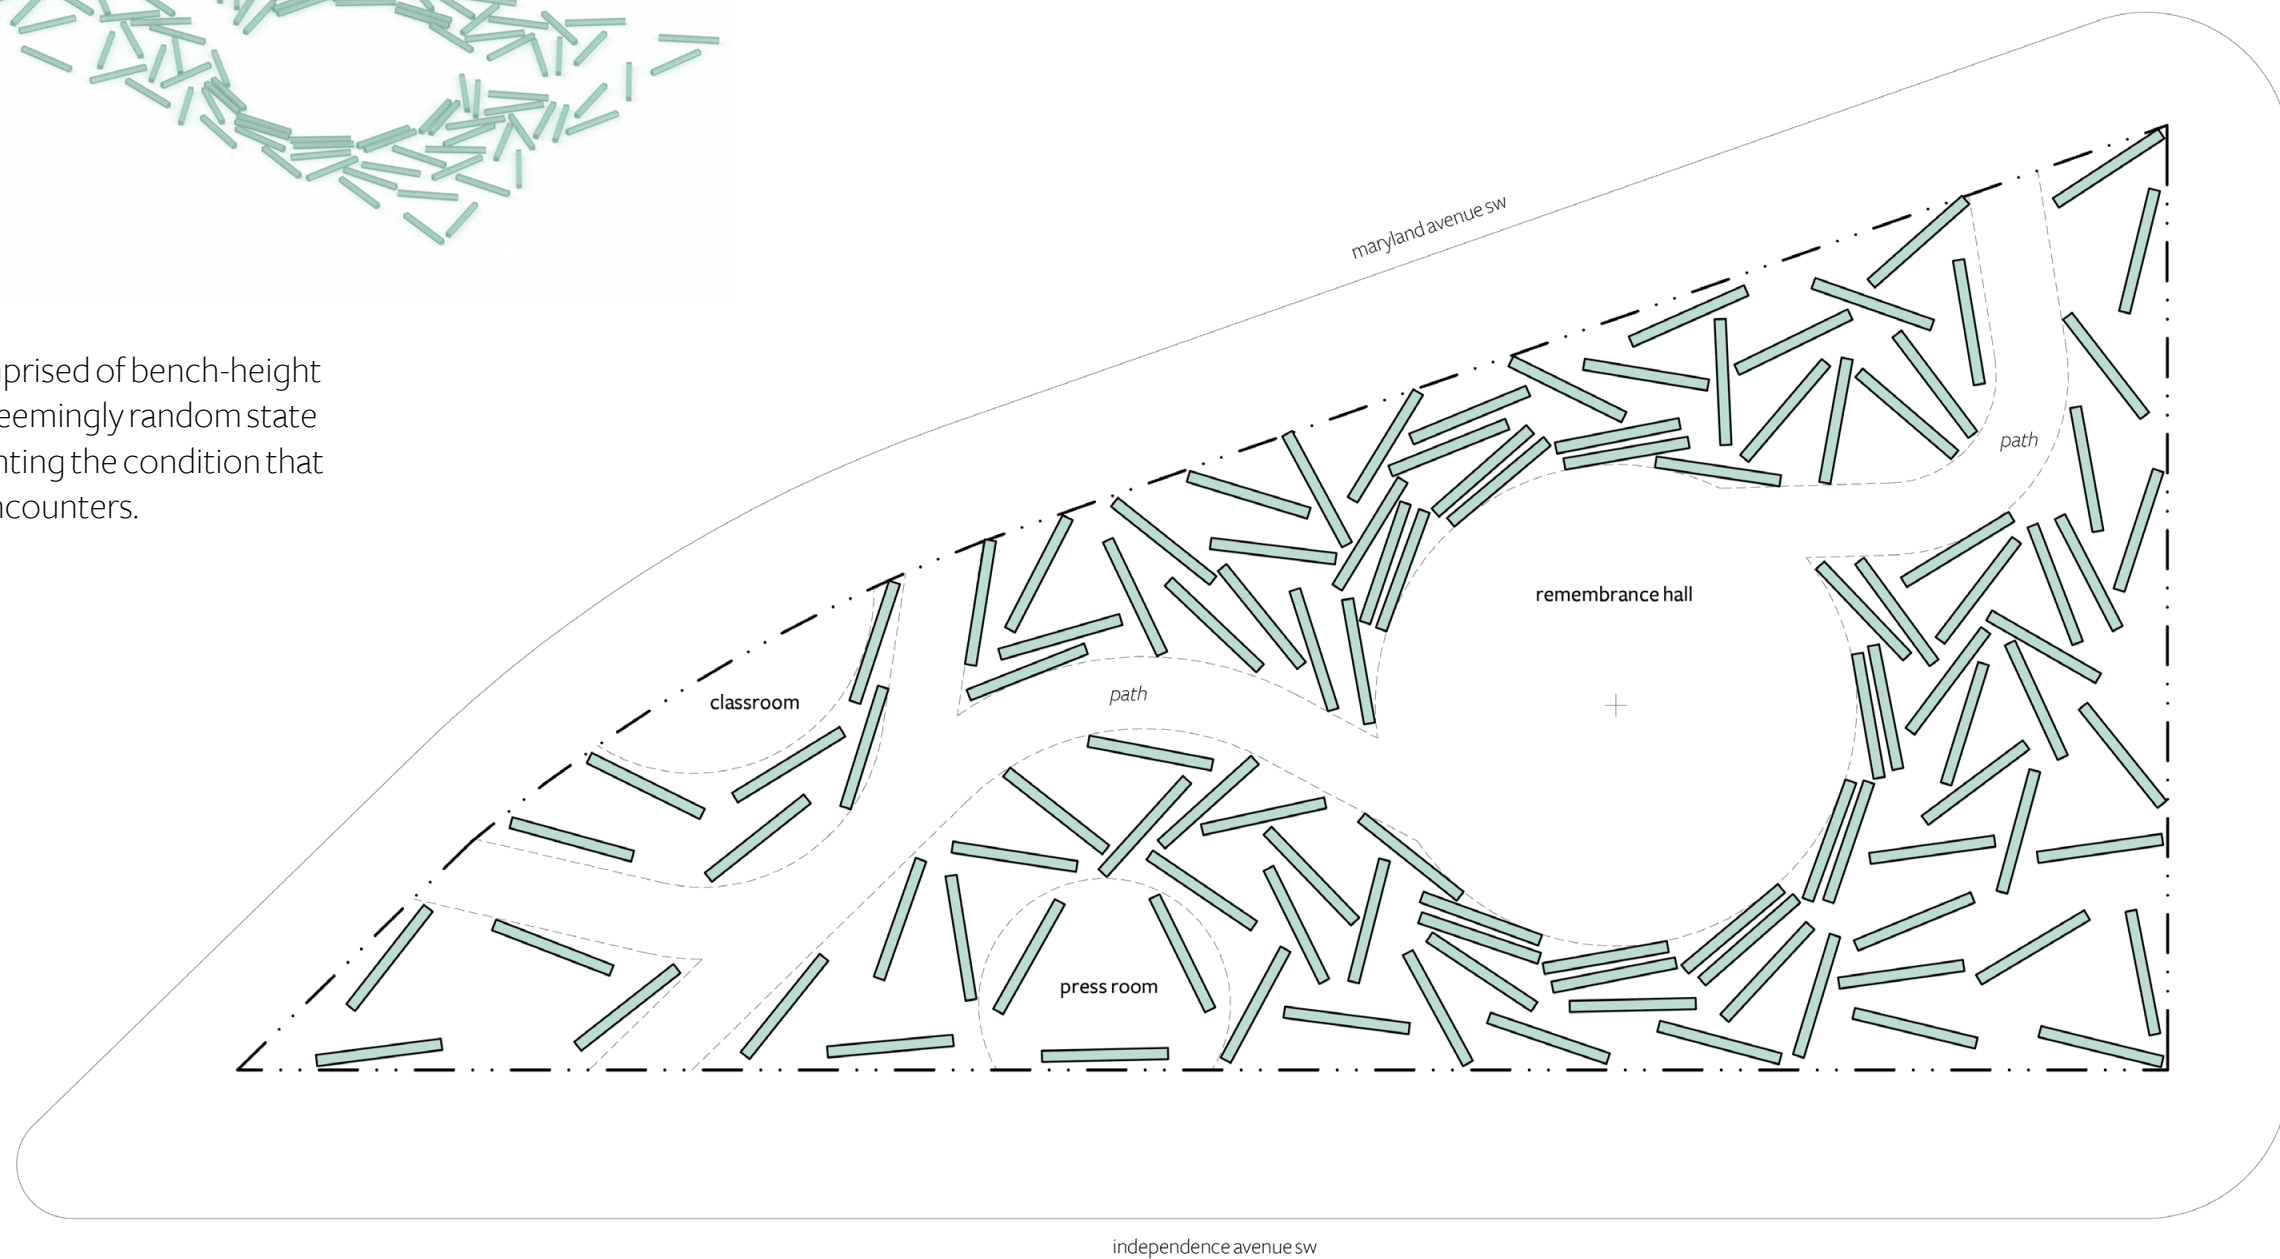 prised of bench-height
eemingly random state
nting the condition that
counters.
maryland avenue sw
path
remembrance hall
classroom
path
press room
independence avenue sw